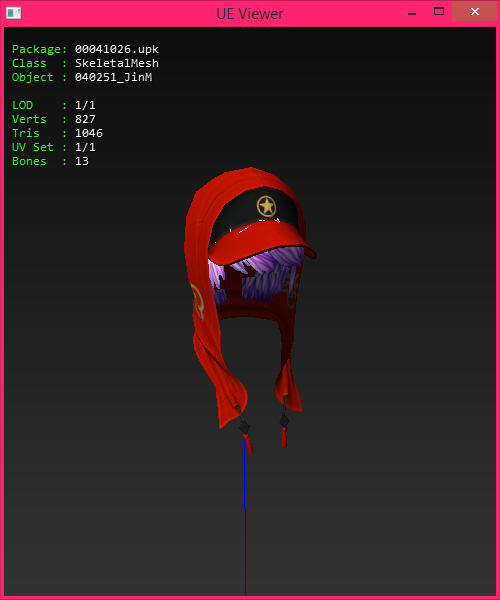 UE Viewer
Package: 00041026.upk
Class : SkeletalMesh
Object : 040251_JinM
LOD : 1/1
Verts : 827
Tris : 1046
UV Set : 1/1
Bones : 13